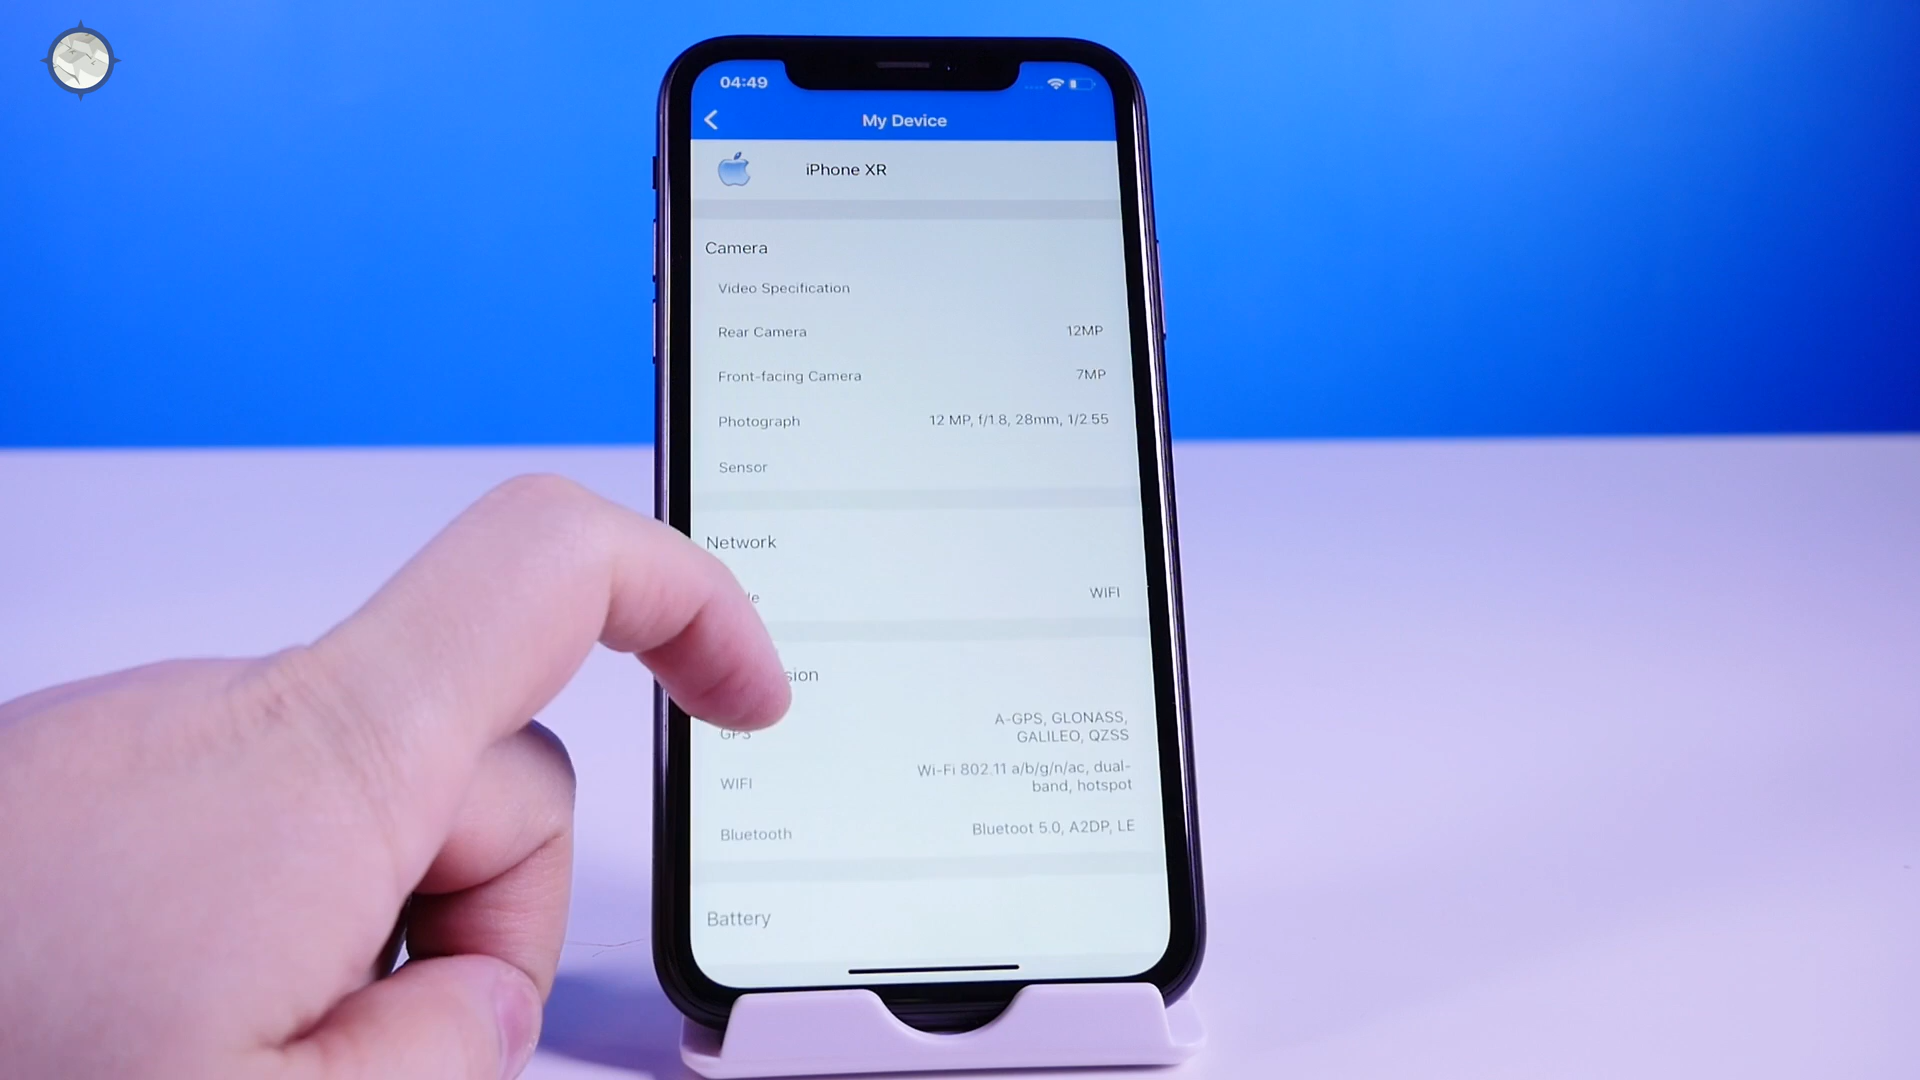 04:49
My Device
iPhone XR
Camera
Video Specification
Rear Camera 12MP
Front-facing Camera 7MP
Photograph 12 MP, f/1.8, 28mm, 1/2.55
Sensor
Network
WIFI
A-GPS, GLONASS,
GPS GALILEO, QZSS
WIFI Wi-Fi 802.11 a/b/g/n/ac, dual-
band, hotspot
Bluetooth Bluetoot 5.0, A2DP, LE
Battery